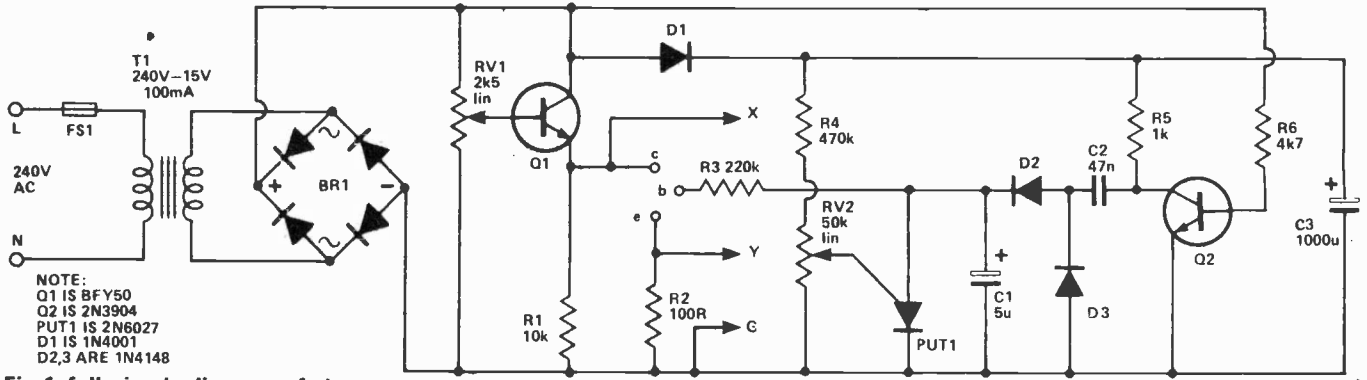 T1
240V–15V
100mA
L
FS1
240V
AC
N
BR1
+
–
RV1
2k5
lin
Q1
D1
X
c
b
R3 220k
e
Y
G
R1
10k
R2
100R
R4
470k
RV2
50k
lin
PUT1
D2
C2
47n
+
C1
5u
D3
R5
1k
R6
4k7
Q2
+
C3
1000u
NOTE:
Q1 IS BFY50
Q2 IS 2N3904
PUT1 IS 2N6027
D1 IS 1N4001
D2,3 ARE 1N4148